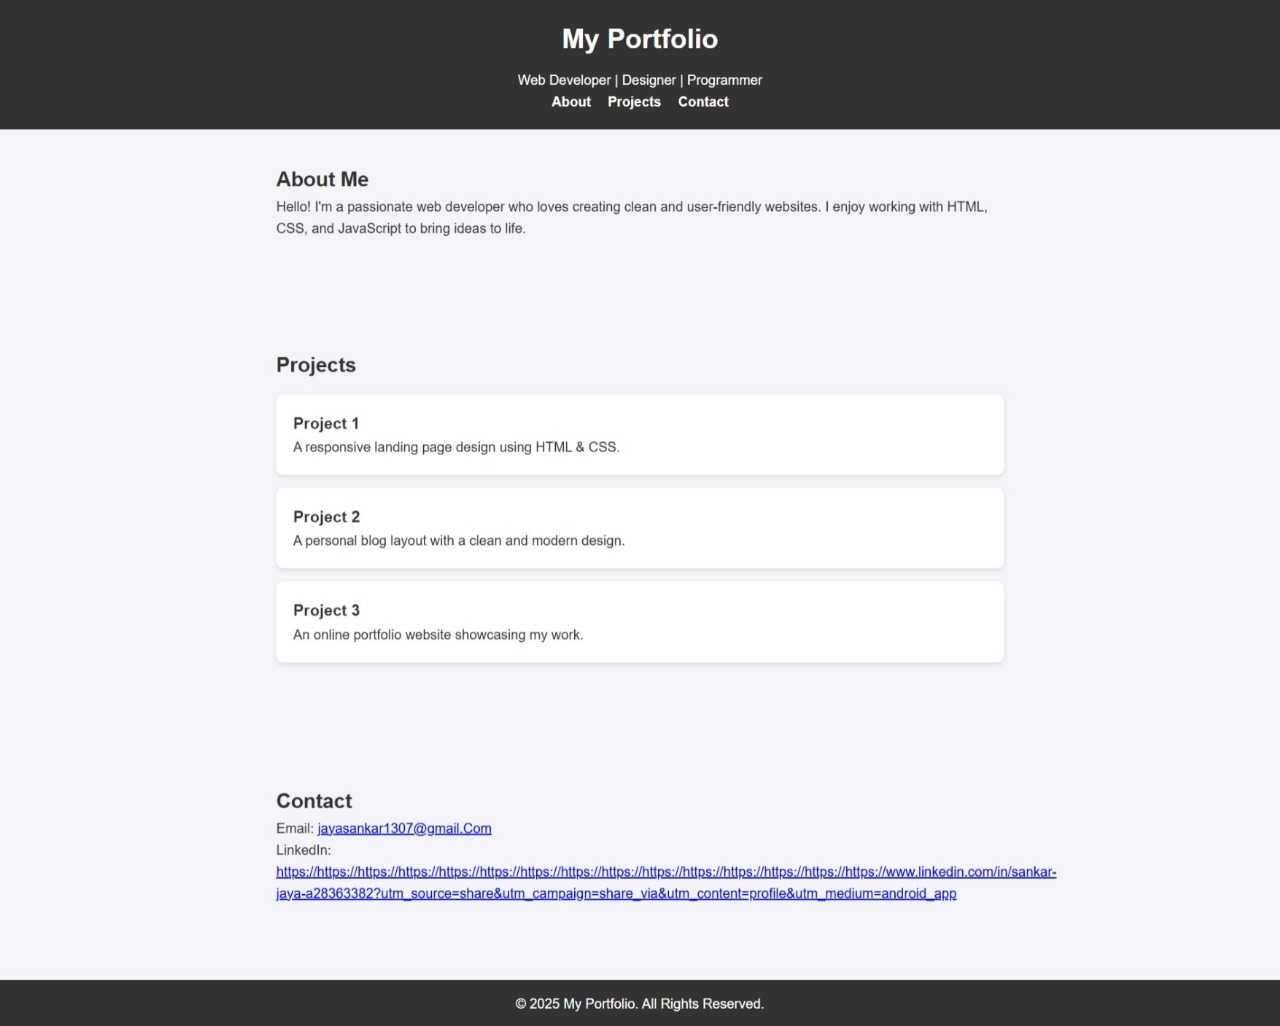 My Portfolio
Web Developer | Designer | Programmer
About Projects Contact
About Me
Hello! I'm a passionate web developer who loves creating clean and user-friendly websites. I enjoy working with HTML,
CSS, and JavaScript to bring ideas to life.
Projects
Project 1
A responsive landing page design using HTML & CSS.
Project 2
A personal blog layout with a clean and modern design.
Project 3
An online portfolio website showcasing my work.
Contact
Email: jayasankar1307@gmail.Com
LinkedIn:
https://https://https://https://https://https://https://https://https://https://https://https://https://https://https://www.linkedin.com/in/sankar-
jaya-a28363382?utm_source=share&utm_campaign=share_via&utm_content=profile&utm_medium=android_app
© 2025 My Portfolio. All Rights Reserved.